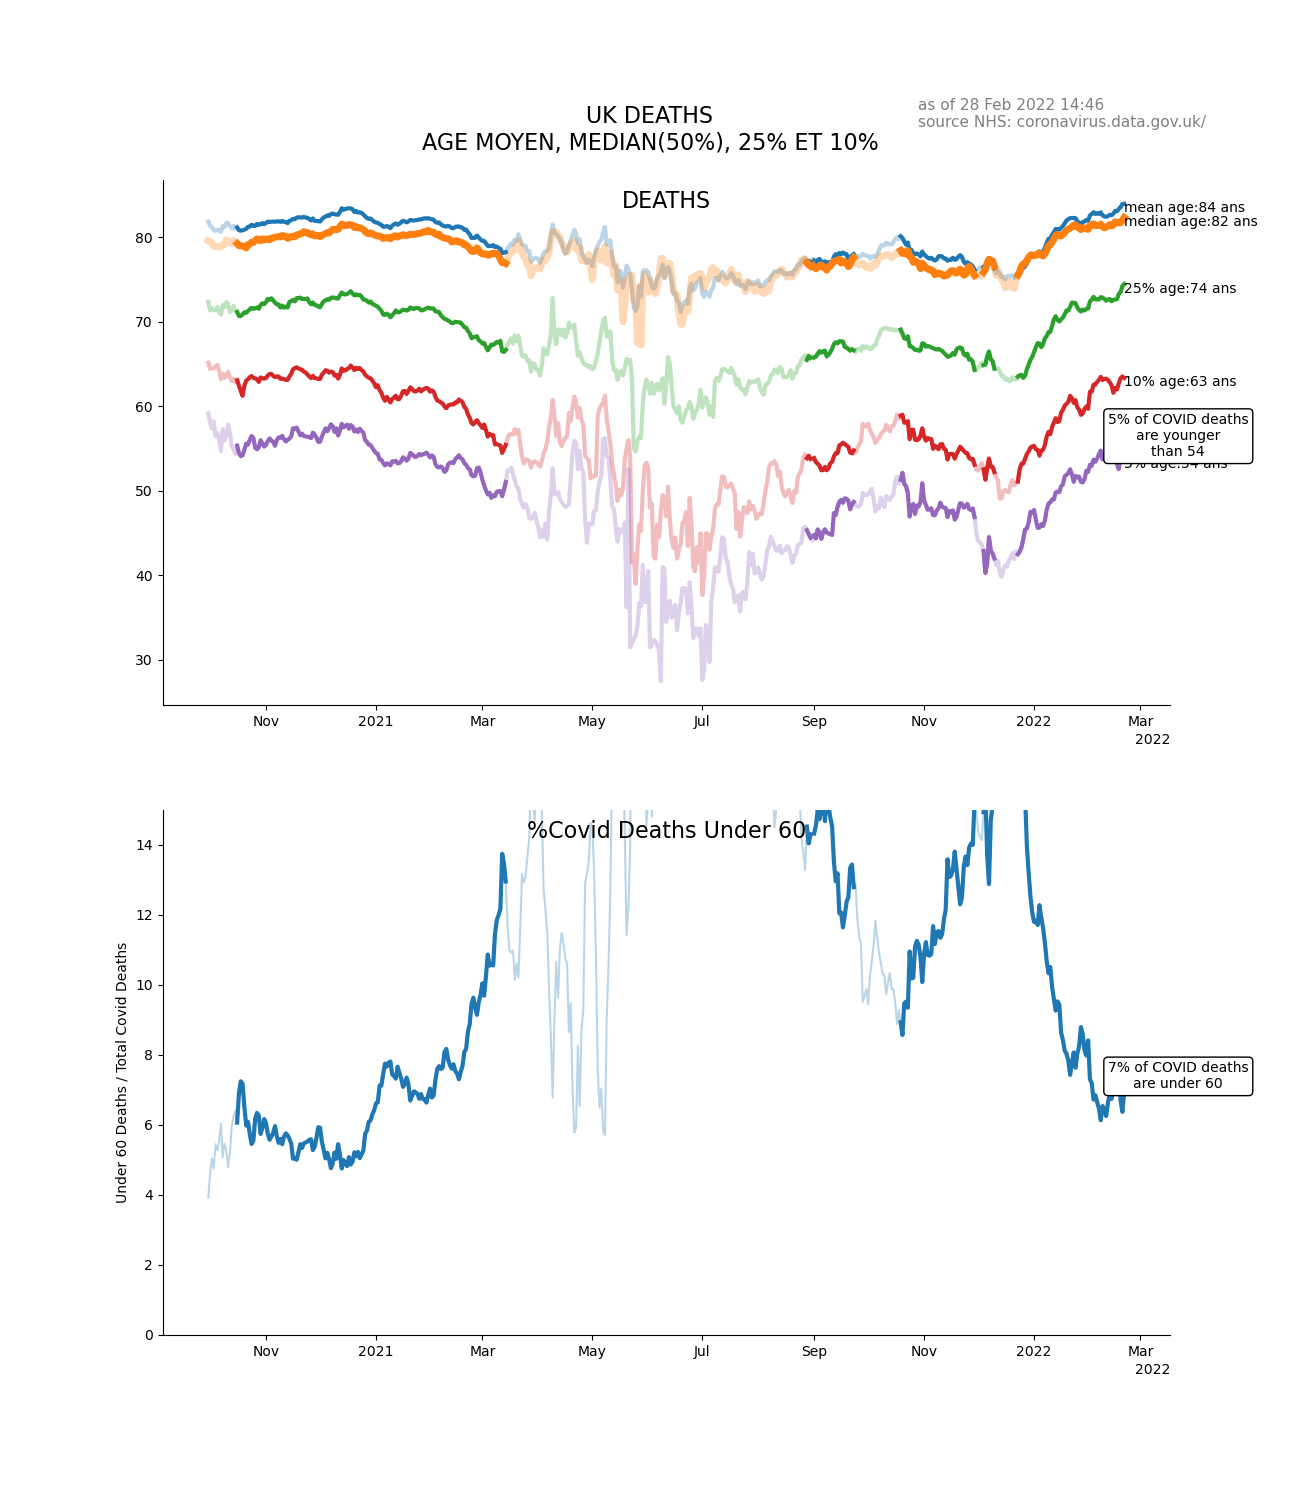 as of 28 Feb 2022 14:46
source NHS: coronavirus.data.gov.uk/
UK DEATHS
AGE MOYEN, MEDIAN(50%), 25% ET 10%
DEATHS
80
70
60
50
40
30
mean age:84 ans
median age:82 ans
25% age:74 ans
10% age:63 ans
5% of COVID deaths
are younger
than 54
5% age:54 ans
Nov
2021
Mar
May
Jul
Sep
Nov
2022
Mar
2022
%Covid Deaths Under 60
Under 60 Deaths / Total Covid Deaths
14
12
10
8
6
4
2
0
7% of COVID deaths
are under 60
Nov
2021
Mar
May
Jul
Sep
Nov
2022
Mar
2022